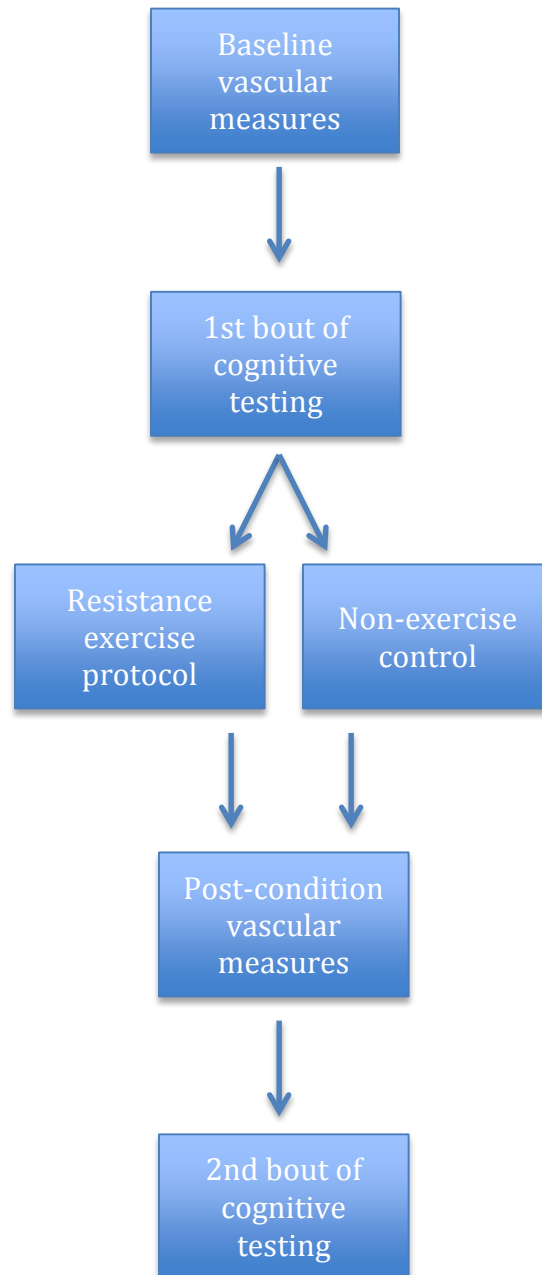 Baseline
vascular
measures
1st bout of
cognitive
testing
Resistance
exercise
protocol
Non-exercise
control
Post-condition
vascular
measures
2nd bout of
cognitive
testing